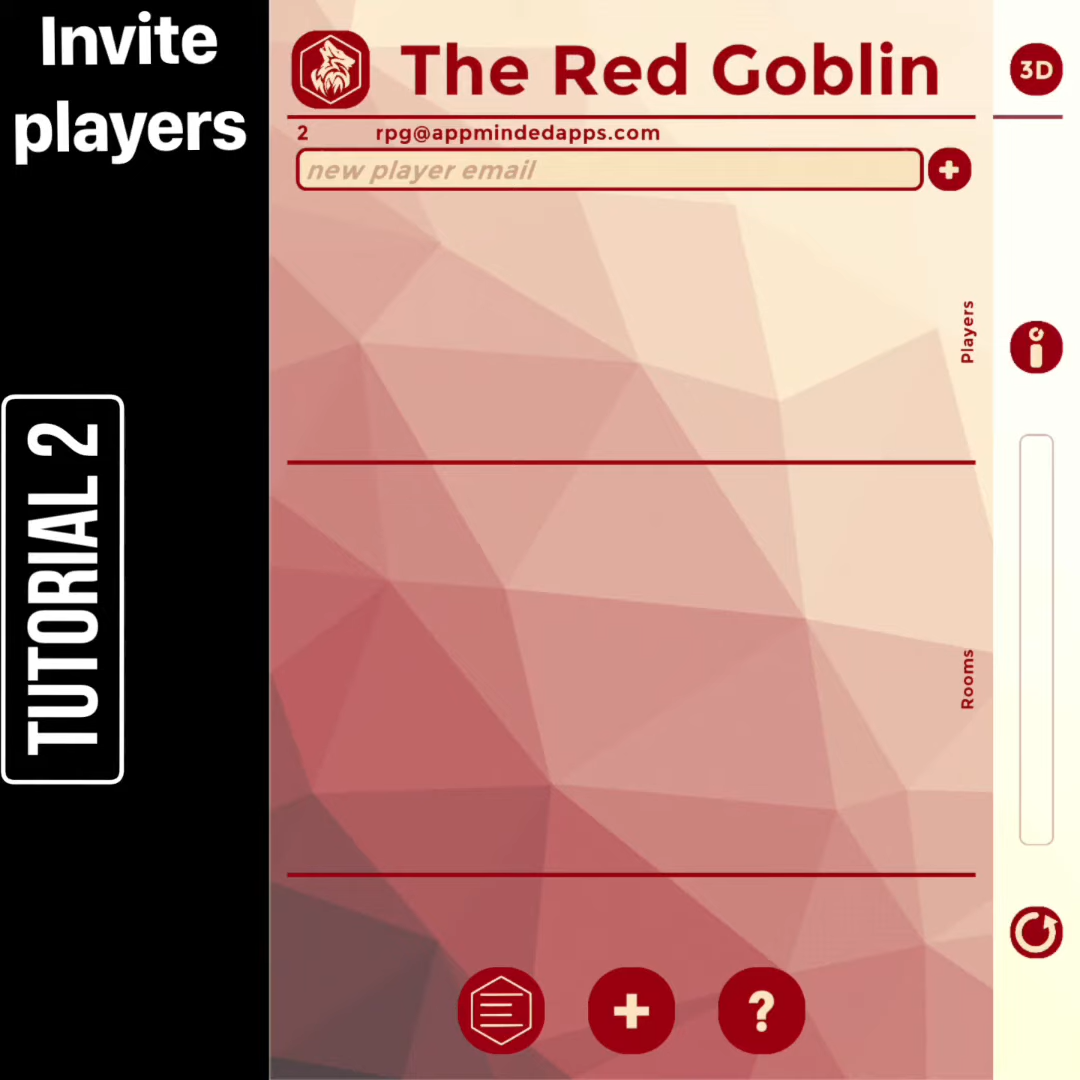 Invite
players
TUTORIAL 2
The Red Goblin
3D
2 rpg@appmindedapps.com
new player email
Players
Rooms
?